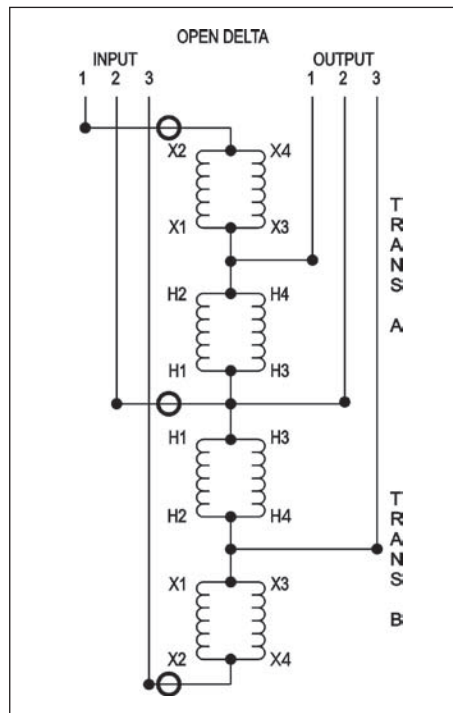 OPEN DELTA
INPUT OUTPUT
1 2 3 1 2 3
X2 X4
X1 X3
H2 H4
H1 H3
H1 H3
H2 H4
X1 X3
X2 X4
TRANS A
TRANS B